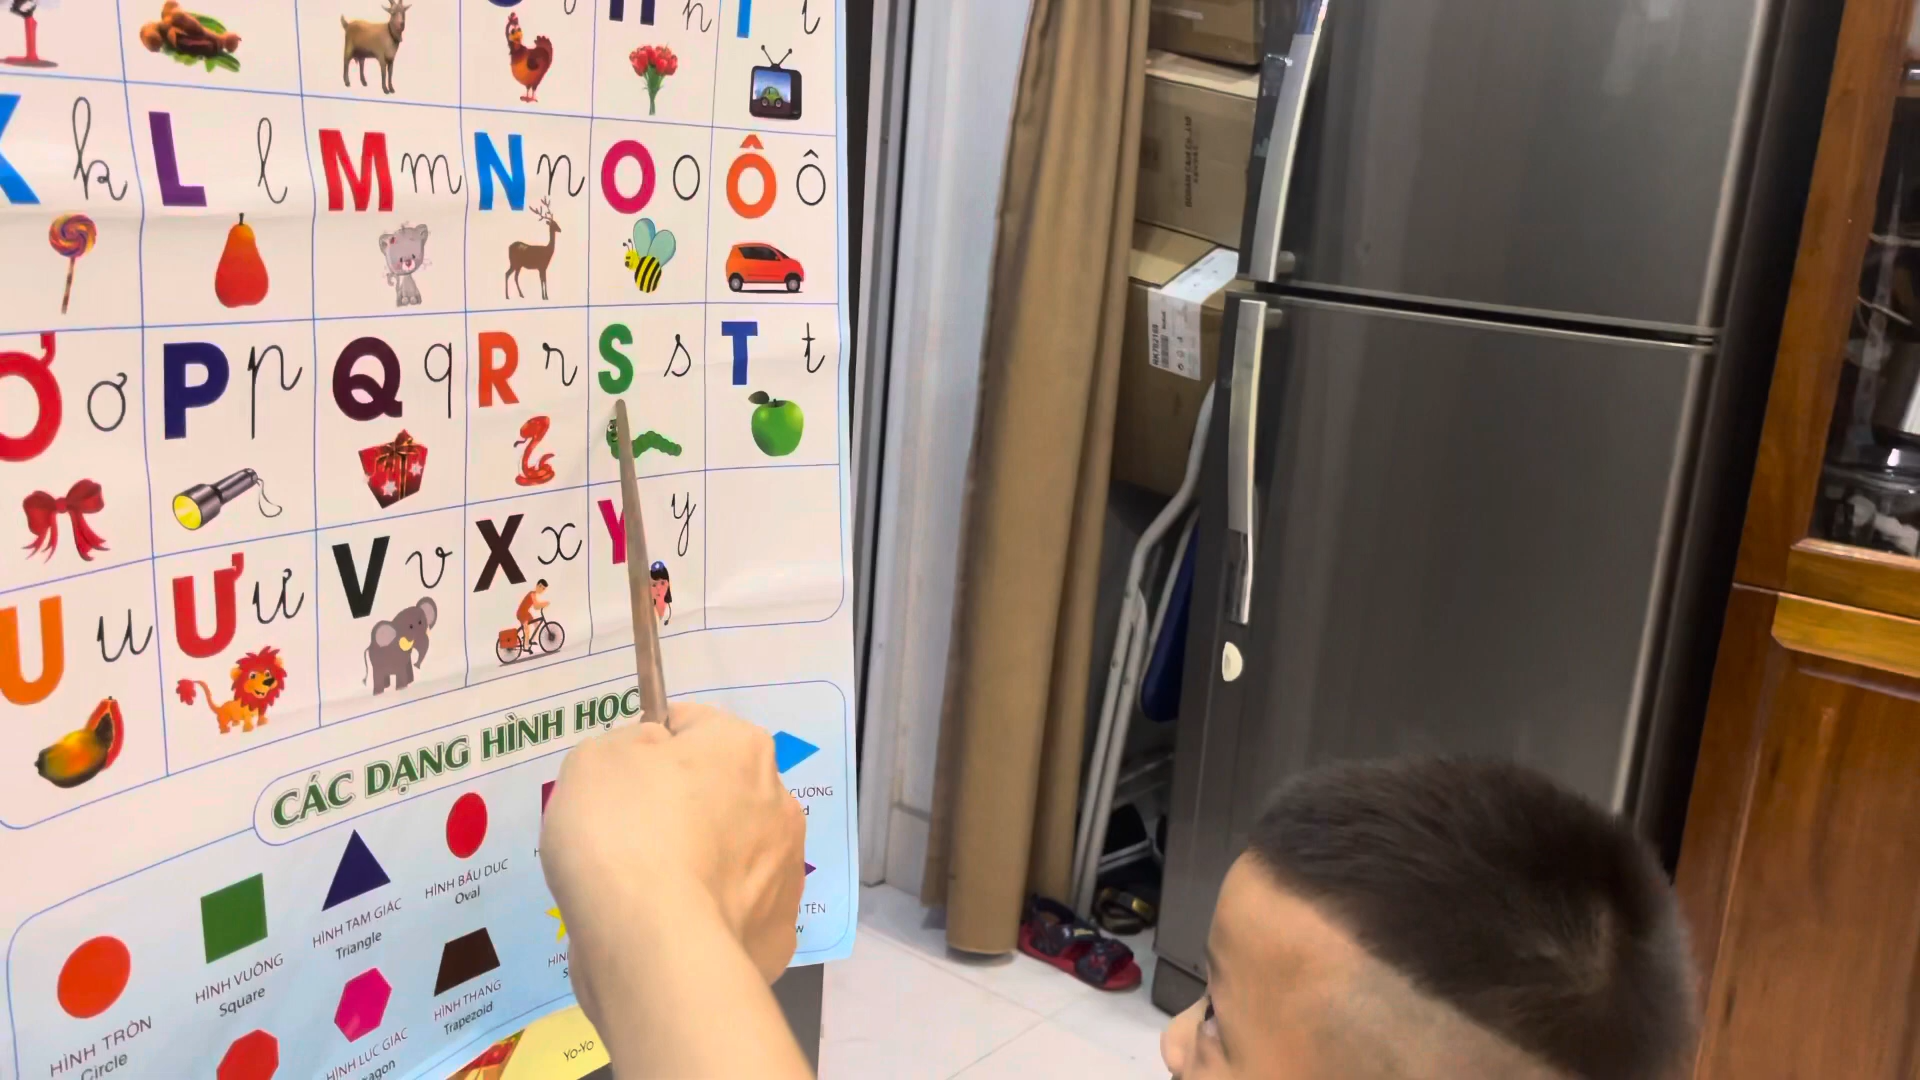 K k L l M m N n O o Ô ô
Ơ ơ P p Q q R r S s T t
U u Ư ư V v X x Y y
CÁC DẠNG HÌNH HỌC
HÌNH TRÒN
Circle
HÌNH VUÔNG
Square
HÌNH TAM GIÁC
Triangle
HÌNH BẦU DỤC
Oval
HÌNH LỤC GIÁC
HÌNH THANG
Trapezoid
CƯƠNG
TÊN
YO-YO